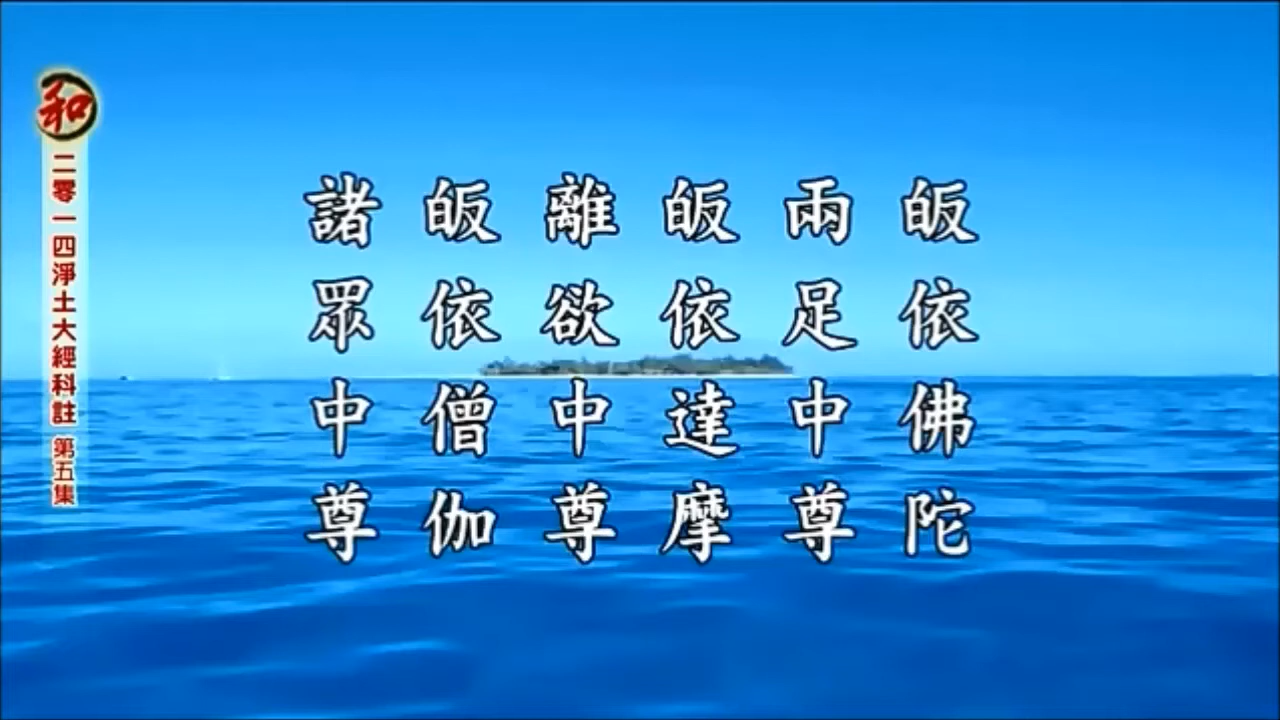 皈依佛陀
兩足中尊
皈依達摩
離欲中尊
皈依僧伽
諸眾中尊
和
二零一四淨土大經科註 第五集